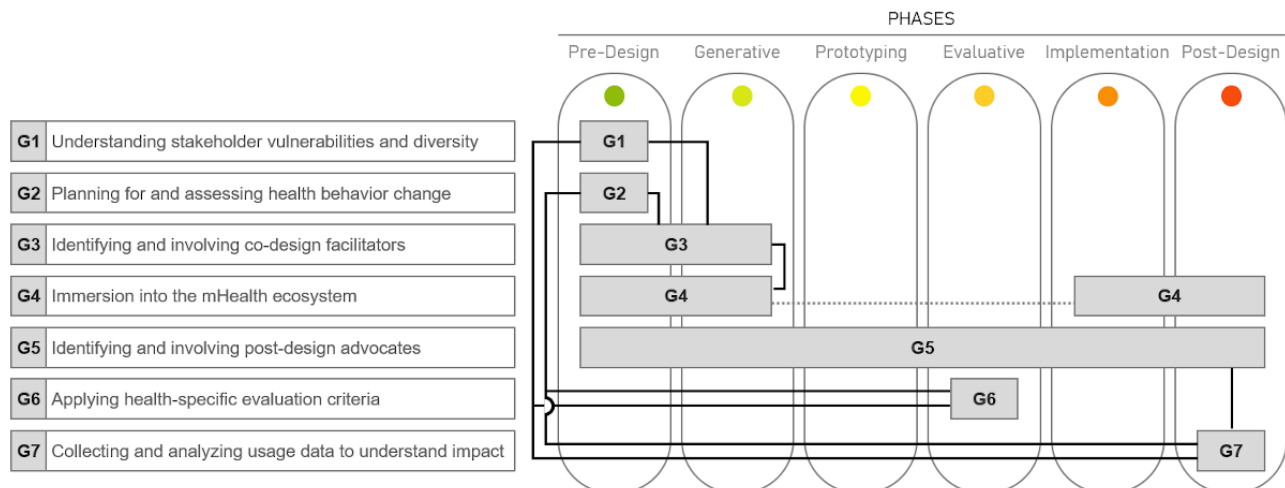 PHASES
Pre-Design Generative Prototyping Evaluative Implementation Post-Design
G1 Understanding stakeholder vulnerabilities and diversity G1
G2 Planning for and assessing health behavior change G2
G3 Identifying and involving co-design facilitators G3
G4 Immersion into the mHealth ecosystem G4 G4
G5 Identifying and involving post-design advocates G5
G6 Applying health-specific evaluation criteria G6
G7 Collecting and analyzing usage data to understand impact G7